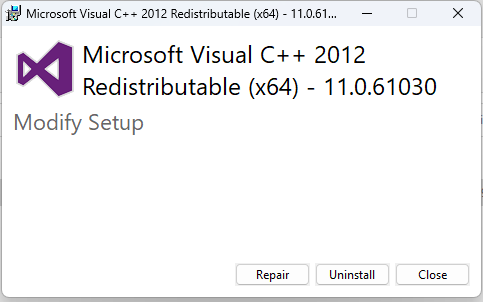 Microsoft Visual C++ 2012 Redistributable (x64) - 11.0.61...
Microsoft Visual C++ 2012
Redistributable (x64) - 11.0.61030
Modify Setup
Repair
Uninstall
Close